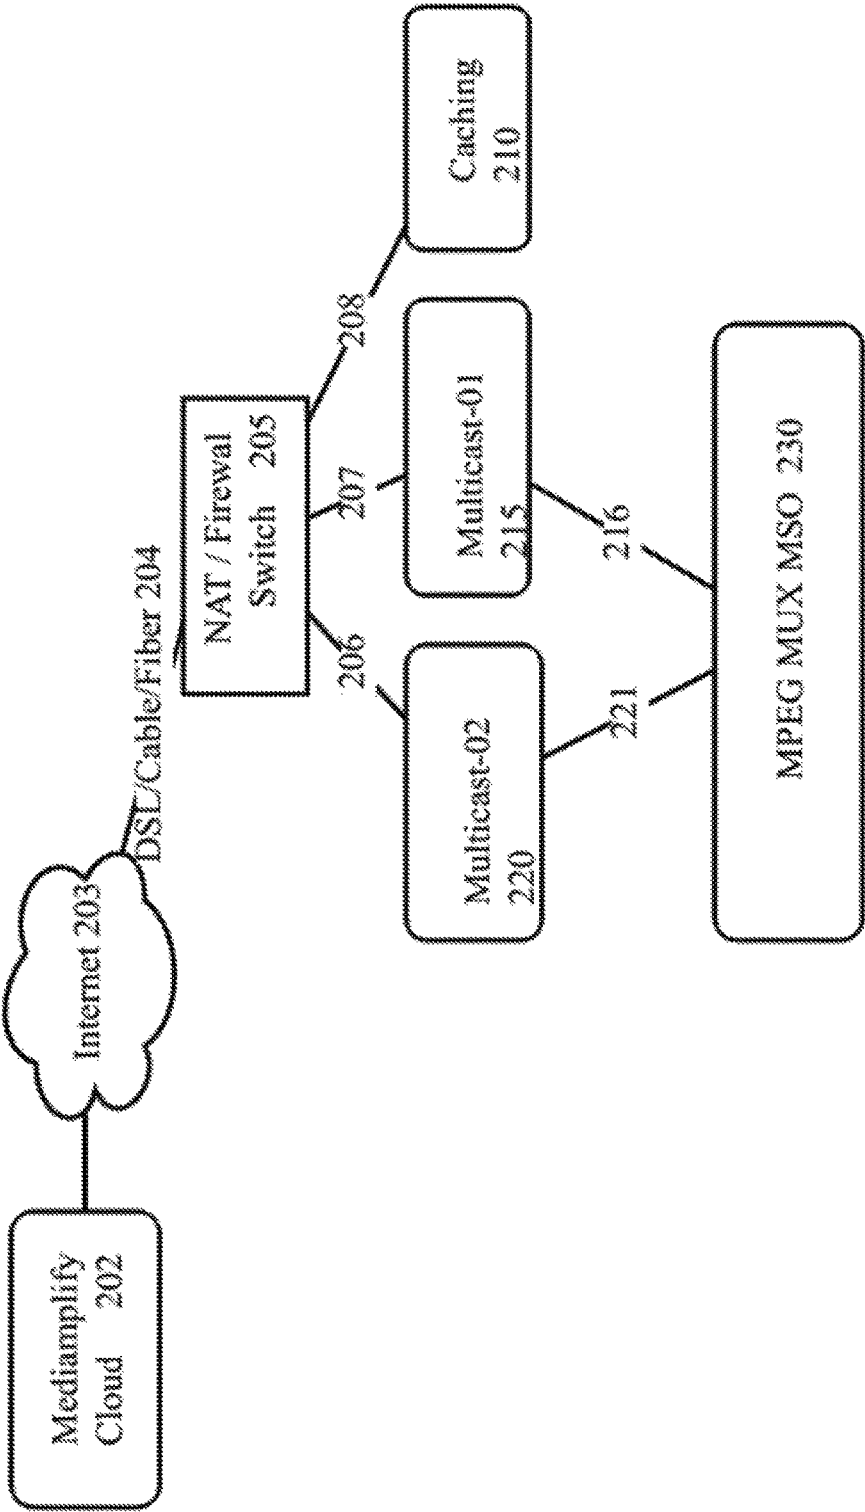 Mediamplify
Cloud 202
Internet 203
DSL/Cable/Fiber 204
NAT / Firewal
Switch 205
206
207
208
Multicast-02
220
Multicast-01
215
Caching
210
221
216
MPEG MUX MSO 230